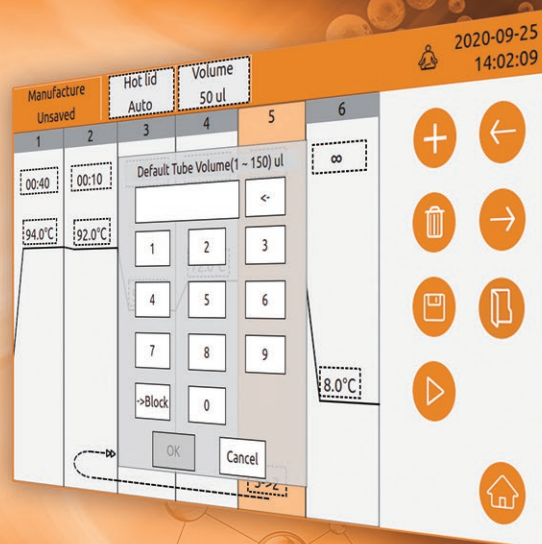 2020-09-25
14:02:09
Manufacture
Unsaved
Hot lid
Auto
Volume
50 ul
1 2 3 4 5 6
00:40 00:10 ∞
94.0°C 92.0°C
Default Tube Volume(1 ~ 150) ul
<-
1 2 3
4 5 6
7 8 9
->Block 0
OK Cancel
8.0°C